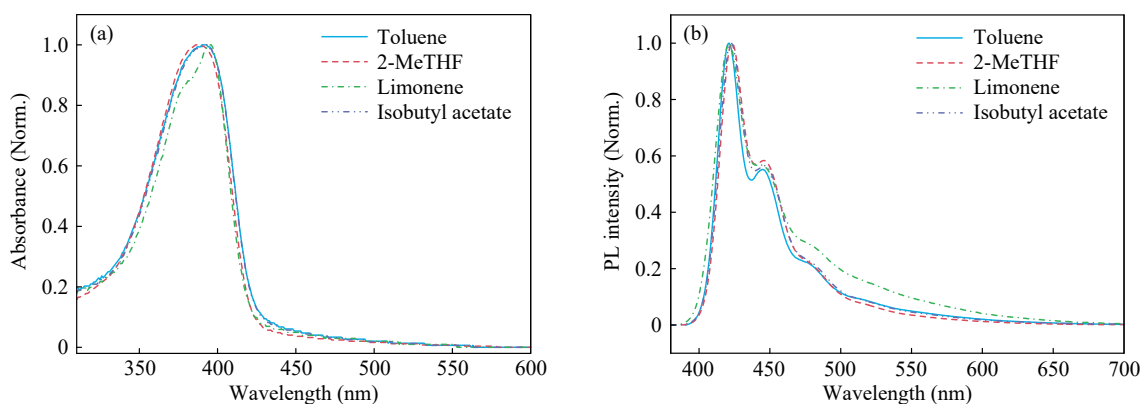 (a)
Toluene
2-MeTHF
Limonene
Isobutyl acetate
Absorbance (Norm.)
1.0
0.8
0.6
0.4
0.2
0
350 400 450 500 550 600
Wavelength (nm)
(b)
Toluene
2-MeTHF
Limonene
Isobutyl acetate
PL intensity (Norm.)
1.0
0.8
0.6
0.4
0.2
0
400 450 500 550 600 650 700
Wavelength (nm)